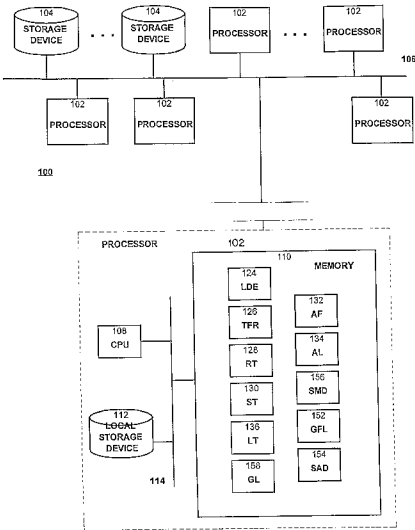 104
104
102
102
STORAGE DEVICE
STORAGE DEVICE
PROCESSOR
PROCESSOR
106
102
102
102
PROCESSOR
PROCESSOR
PROCESSOR
100
PROCESSOR
102
110
MEMORY
124
LDE
126
TFR
128
RT
130
ST
136
LT
158
GL
132
AF
134
AL
156
SMD
152
GFL
154
SAD
108
CPU
112
LOCAL
STORAGE
DEVICE
114